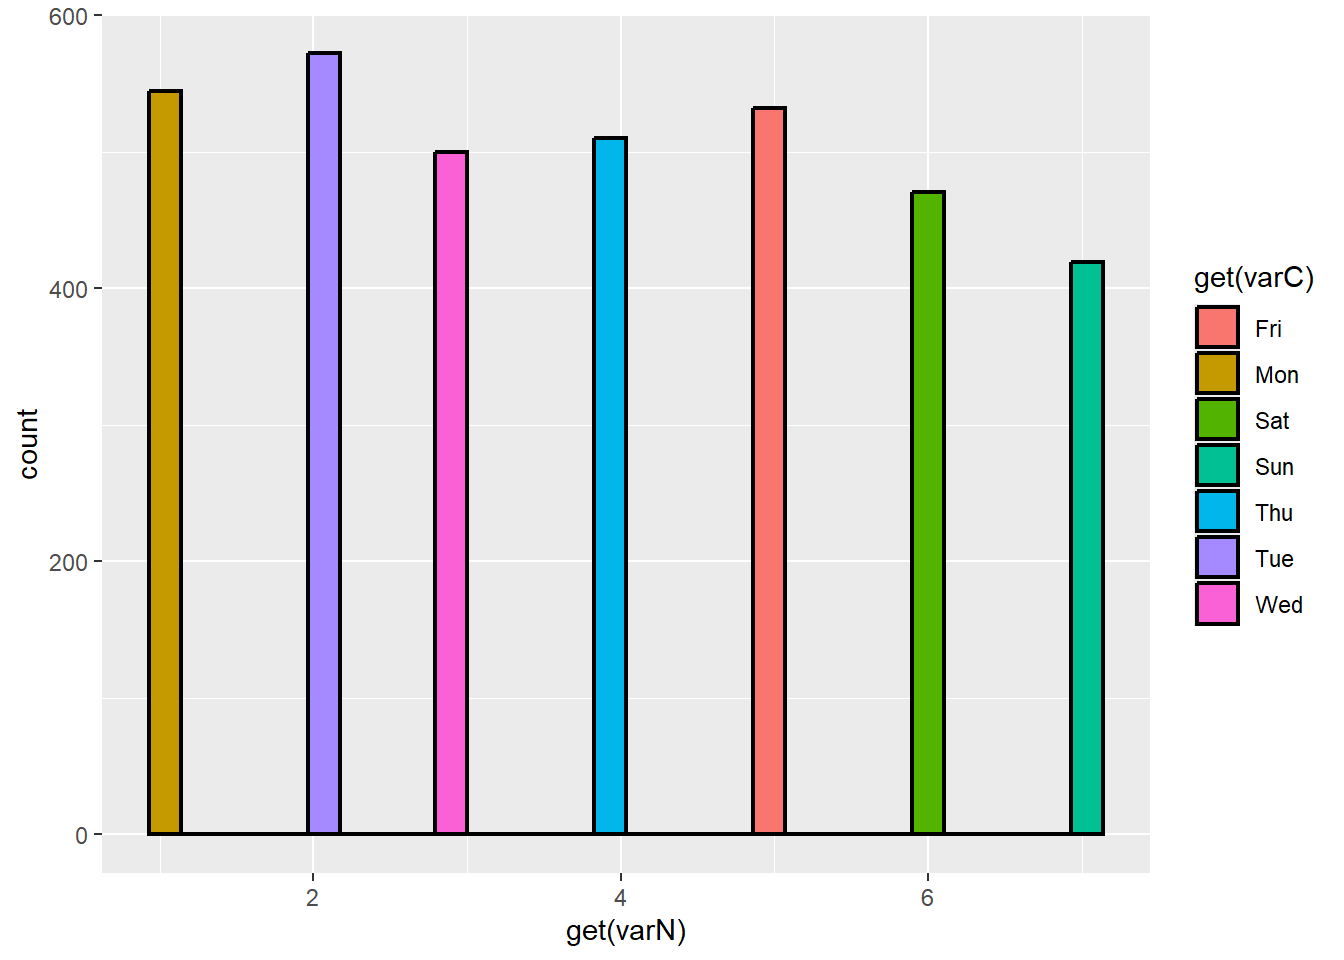 600
400
200
0
count
2
4
6
get(varN)
get(varC)
Fri
Mon
Sat
Sun
Thu
Tue
Wed